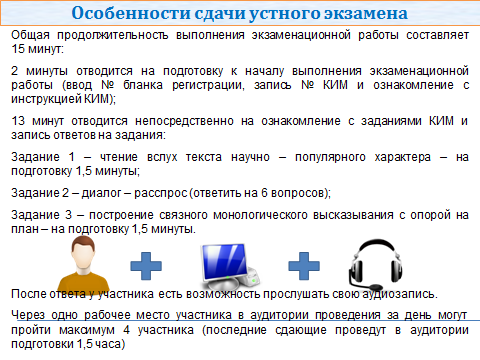 Особенности сдачи устного экзамена
Общая продолжительность выполнения экзаменационной работы составляет
15 минут:
2 минуты отводится на подготовку к началу выполнения экзаменационной
работы (ввод № бланка регистрации, запись № КИМ и ознакомление с
инструкцией КИМ);
13 минут отводится непосредственно на ознакомление с заданиями КИМ и
запись ответов на задания:
Задание 1 – чтение вслух текста научно – популярного характера – на
подготовку 1,5 минуты;
Задание 2 – диалог – расспрос (ответить на 6 вопросов);
Задание 3 – построение связного монологического высказывания с опорой на
план – на подготовку 1,5 минуты.
После ответа у участника есть возможность прослушать свою аудиозапись.
Через одно рабочее место участника в аудитории проведения за день могут
пройти максимум 4 участника (последние сдающие проведут в аудитории
подготовки 1,5 часа)